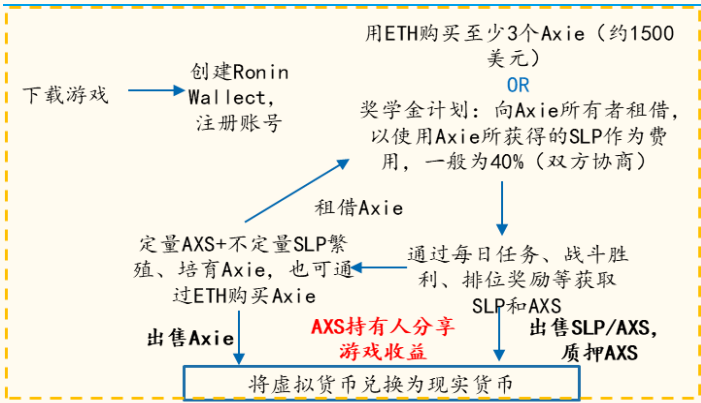 下载游戏
创建Ronin
Wallect，
注册账号
用ETH购买至少3个Axie（约1500
美元）
OR
奖学金计划：向Axie所有者租借，
以使用Axie所获得的SLP作为费
用，一般为40%（双方协商）
租借Axie
定量AXS+不定量SLP繁
殖、培育Axie，也可通
过ETH购买Axie
通过每日任务、战斗胜
利、排位奖励等获取
SLP和AXS
出售Axie
AXS持有人分享
游戏收益
出售SLP/AXS，
质押AXS
将虚拟货币兑换为现实货币